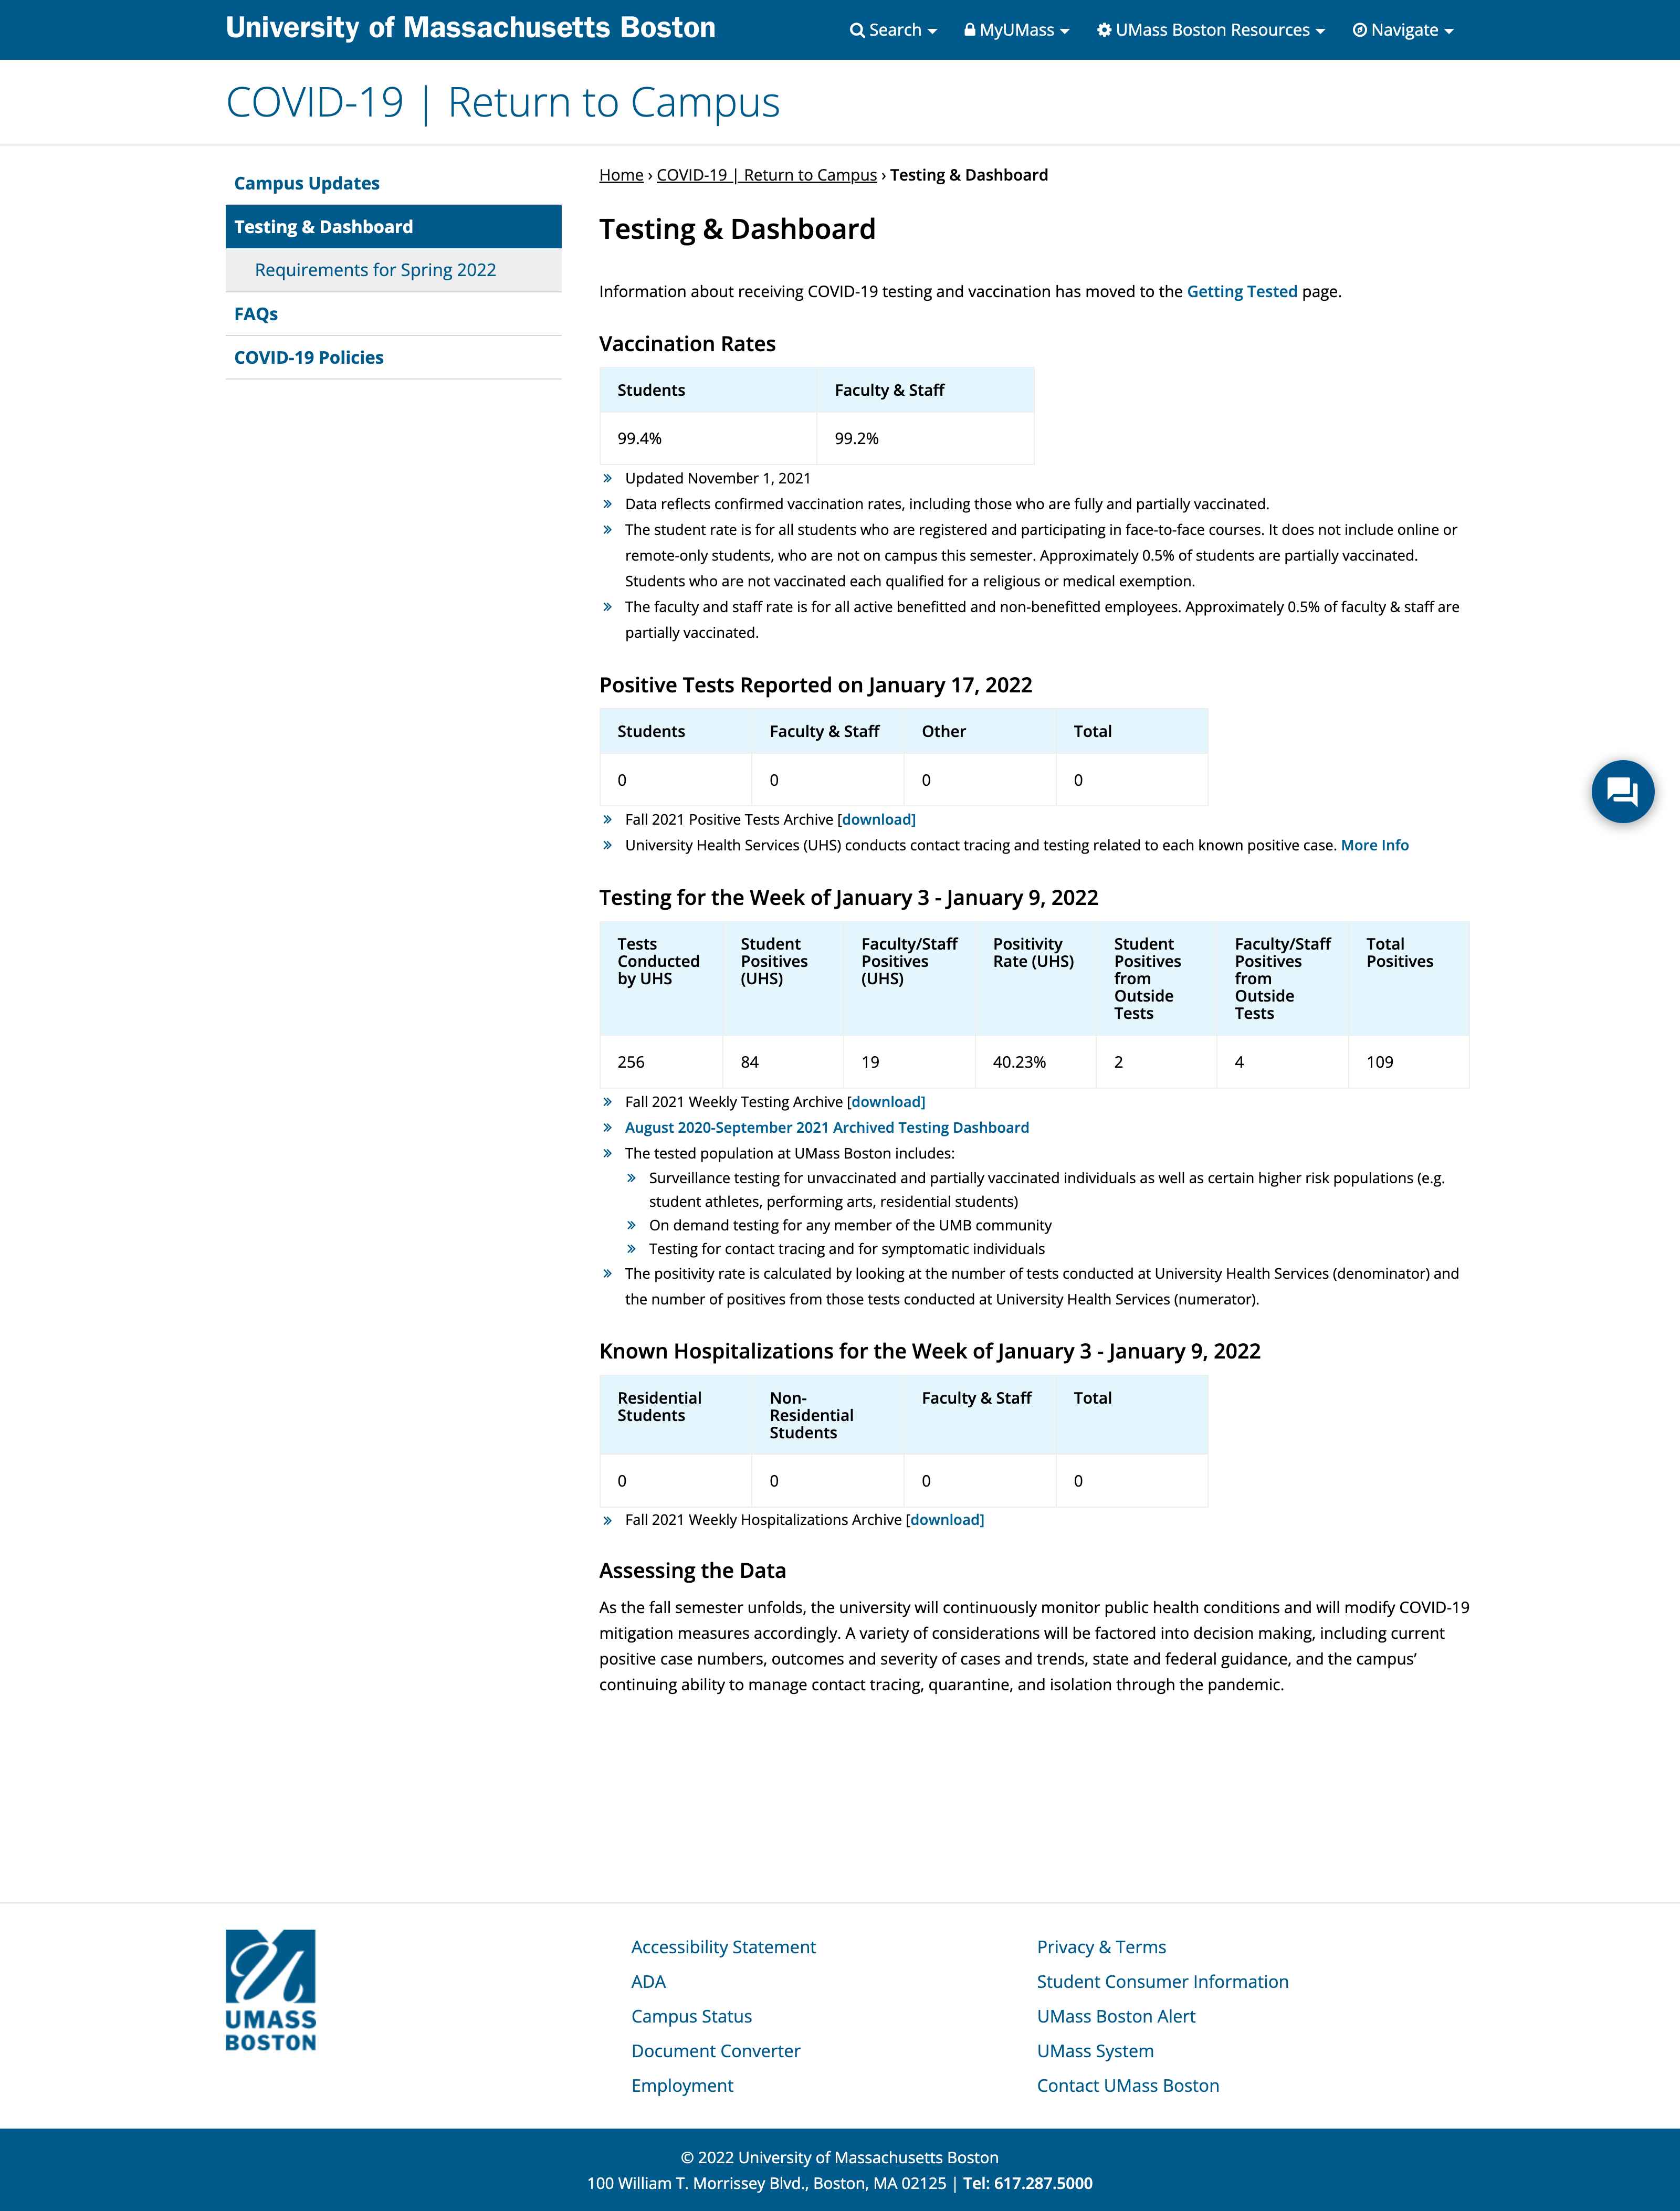 University of Massachusetts Boston
Search
MyUMass
UMass Boston Resources
Navigate
COVID-19 | Return to Campus
Campus Updates
Testing & Dashboard
Requirements for Spring 2022
FAQs
COVID-19 Policies
Home › COVID-19 | Return to Campus › Testing & Dashboard
Testing & Dashboard
Information about receiving COVID-19 testing and vaccination has moved to the Getting Tested page.
Vaccination Rates
Students Faculty & Staff
99.4% 99.2%
» Updated November 1, 2021
» Data reflects confirmed vaccination rates, including those who are fully and partially vaccinated.
» The student rate is for all students who are registered and participating in face-to-face courses. It does not include online or
remote-only students, who are not on campus this semester. Approximately 0.5% of students are partially vaccinated.
Students who are not vaccinated each qualified for a religious or medical exemption.
» The faculty and staff rate is for all active benefitted and non-benefitted employees. Approximately 0.5% of faculty & staff are
partially vaccinated.
Positive Tests Reported on January 17, 2022
Students Faculty & Staff Other Total
0 0 0 0
» Fall 2021 Positive Tests Archive [download]
» University Health Services (UHS) conducts contact tracing and testing related to each known positive case. More Info
Testing for the Week of January 3 - January 9, 2022
Tests Student Faculty/Staff Positivity Student Faculty/Staff Total
Conducted Positives Positives Rate (UHS) Positives Positives Positives
by UHS (UHS) (UHS) from from
Outside Outside
Tests Tests
256 84 19 40.23% 2 4 109
» Fall 2021 Weekly Testing Archive [download]
» August 2020-September 2021 Archived Testing Dashboard
» The tested population at UMass Boston includes:
» Surveillance testing for unvaccinated and partially vaccinated individuals as well as certain higher risk populations (e.g.
student athletes, performing arts, residential students)
» On demand testing for any member of the UMB community
» Testing for contact tracing and for symptomatic individuals
» The positivity rate is calculated by looking at the number of tests conducted at University Health Services (denominator) and
the number of positives from those tests conducted at University Health Services (numerator).
Known Hospitalizations for the Week of January 3 - January 9, 2022
Residential Non- Faculty & Staff Total
Students Residential
Students
0 0 0 0
» Fall 2021 Weekly Hospitalizations Archive [download]
Assessing the Data
As the fall semester unfolds, the university will continuously monitor public health conditions and will modify COVID-19
mitigation measures accordingly. A variety of considerations will be factored into decision making, including current
positive case numbers, outcomes and severity of cases and trends, state and federal guidance, and the campus’
continuing ability to manage contact tracing, quarantine, and isolation through the pandemic.
UMASS
BOSTON
Accessibility Statement
ADA
Campus Status
Document Converter
Employment
Privacy & Terms
Student Consumer Information
UMass Boston Alert
UMass System
Contact UMass Boston
© 2022 University of Massachusetts Boston
100 William T. Morrissey Blvd., Boston, MA 02125 | Tel: 617.287.5000